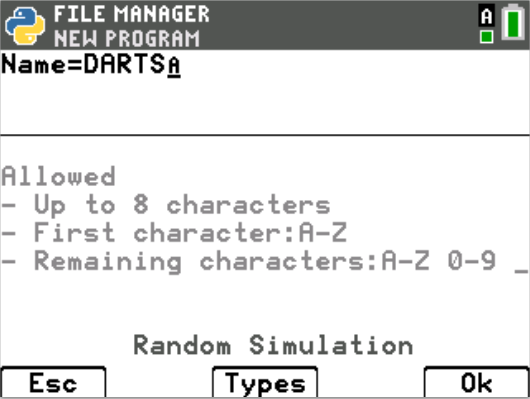 FILE MANAGER
NEW PROGRAM
A
Name=DARTSA
Allowed
- Up to 8 characters
- First character:A-Z
- Remaining characters:A-Z 0-9 _
Random Simulation
Esc Types Ok